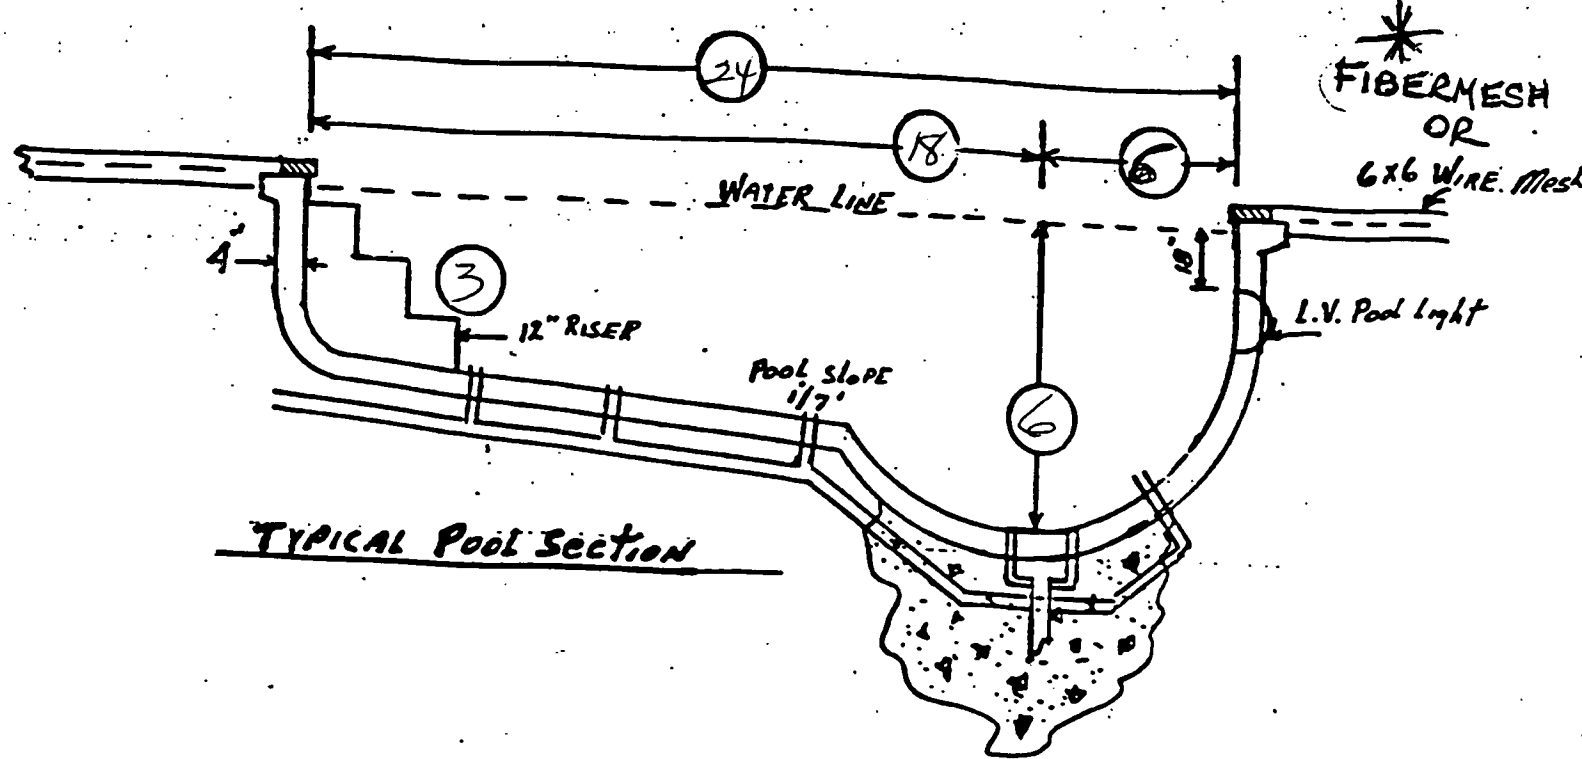 24
FIBERMESH
OR
6x6 WIRE. Mesh
18
6
WATER LINE
4"
3
18"
12" RISER
L.V. Pool Light
POOL SLOPE
1'/7'
6
TYPICAL POOL SECTION